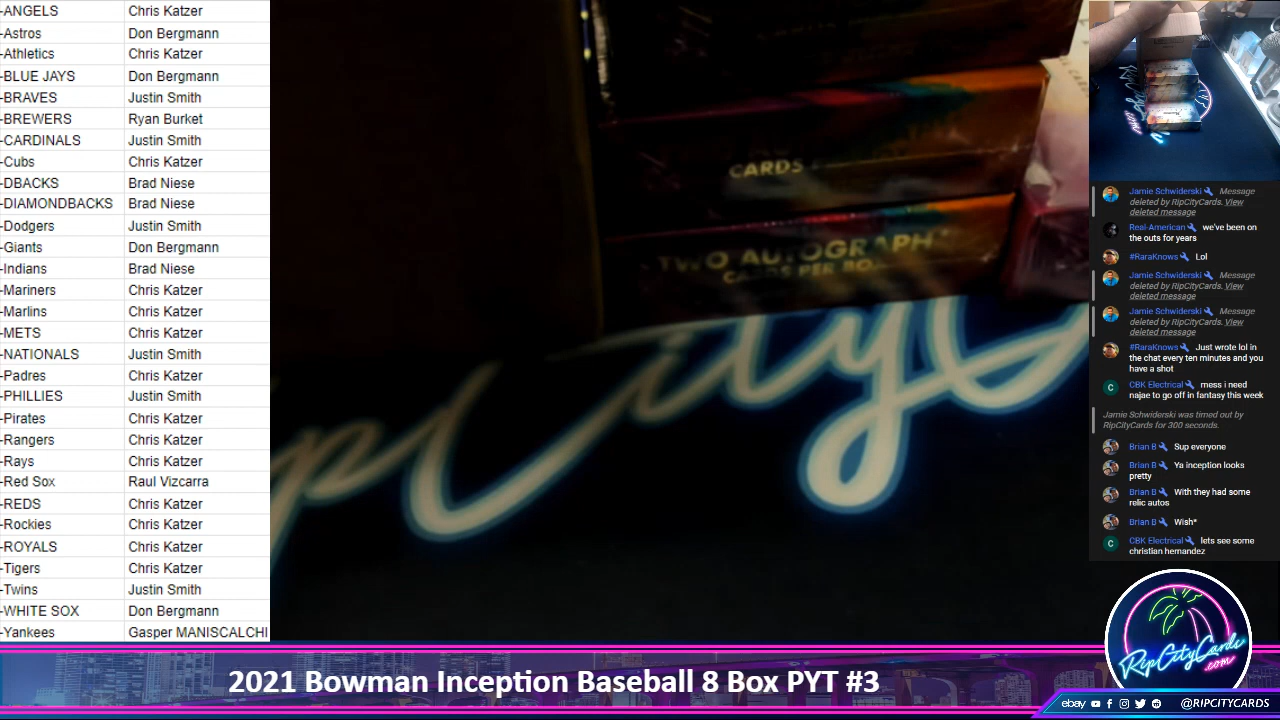 -ANGELS Chris Katzer
-Astros Don Bergmann
-Athletics Chris Katzer
-BLUE JAYS Don Bergmann
-BRAVES Justin Smith
-BREWERS Ryan Burket
-CARDINALS Justin Smith
-Cubs Chris Katzer
-DBACKS Brad Niese
-DIAMONDBACKS Brad Niese
-Dodgers Justin Smith
-Giants Don Bergmann
-Indians Brad Niese
-Mariners Chris Katzer
-Marlins Chris Katzer
-METS Chris Katzer
-NATIONALS Justin Smith
-Padres Chris Katzer
-PHILLIES Justin Smith
-Pirates Chris Katzer
-Rangers Chris Katzer
-Rays Chris Katzer
-Red Sox Raul Vizcarra
-REDS Chris Katzer
-Rockies Chris Katzer
-ROYALS Chris Katzer
-Tigers Chris Katzer
-Twins Justin Smith
-WHITE SOX Don Bergmann
-Yankees Gasper MANISCALCHI
CARDS
TWO AUTOGRAPH
CARDS PER BO
Jamie Schwiderski Message
deleted by RipCityCards. View
deleted message
Real-American we've been on
the outs for years
#RaraKnows Lol
Jamie Schwiderski Message
deleted by RipCityCards. View
deleted message
Jamie Schwiderski Message
deleted by RipCityCards. View
deleted message
#RaraKnows Just wrote lol in
the chat every ten minutes and you
have a shot
C CBK Electrical mess i need
najae to go off in fantasy this week
Jamie Schwiderski was timed out by
RipCityCards for 300 seconds.
Brian B Sup everyone
Brian B Ya inception looks
pretty
Brian B With they had some
relic autos
Brian B Wish*
C CBK Electrical lets see some
christian hernandez
RipCityCards
.com
2021 Bowman Inception Baseball 8 Box PYT #3
ebay @RIPCITYCARDS